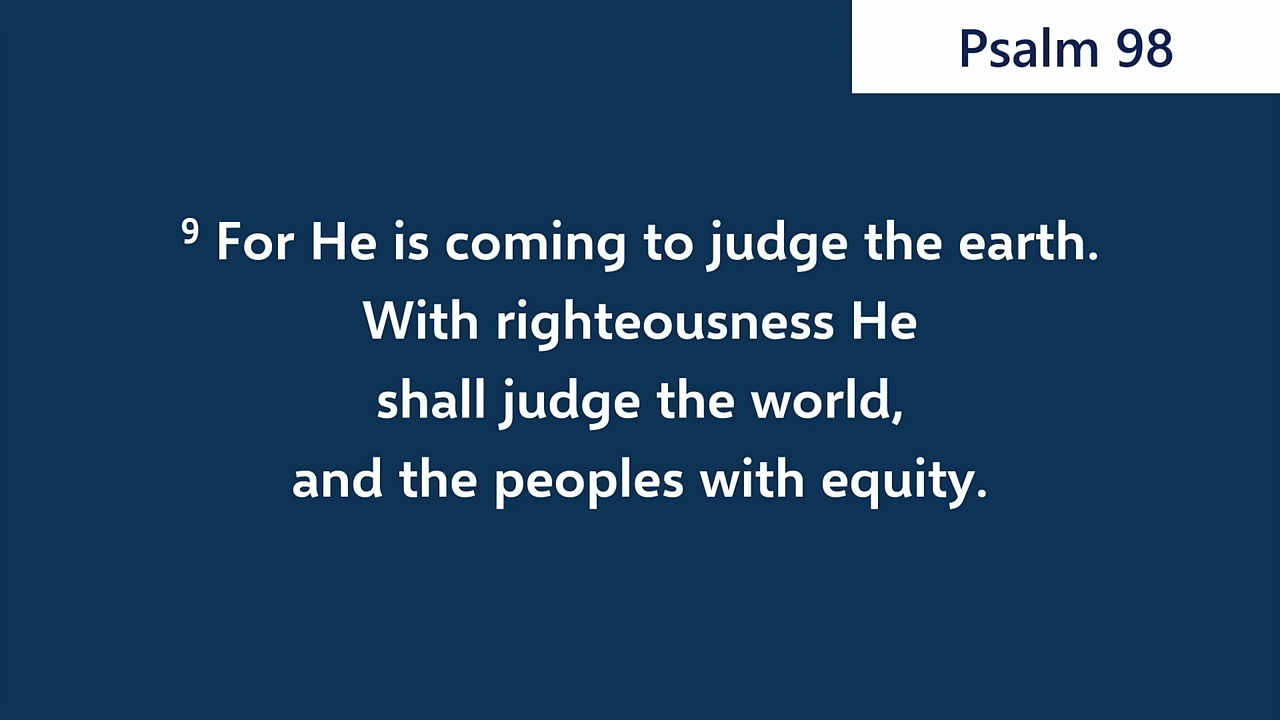 Psalm 98
⁹ For He is coming to judge the earth.
With righteousness He
shall judge the world,
and the peoples with equity.